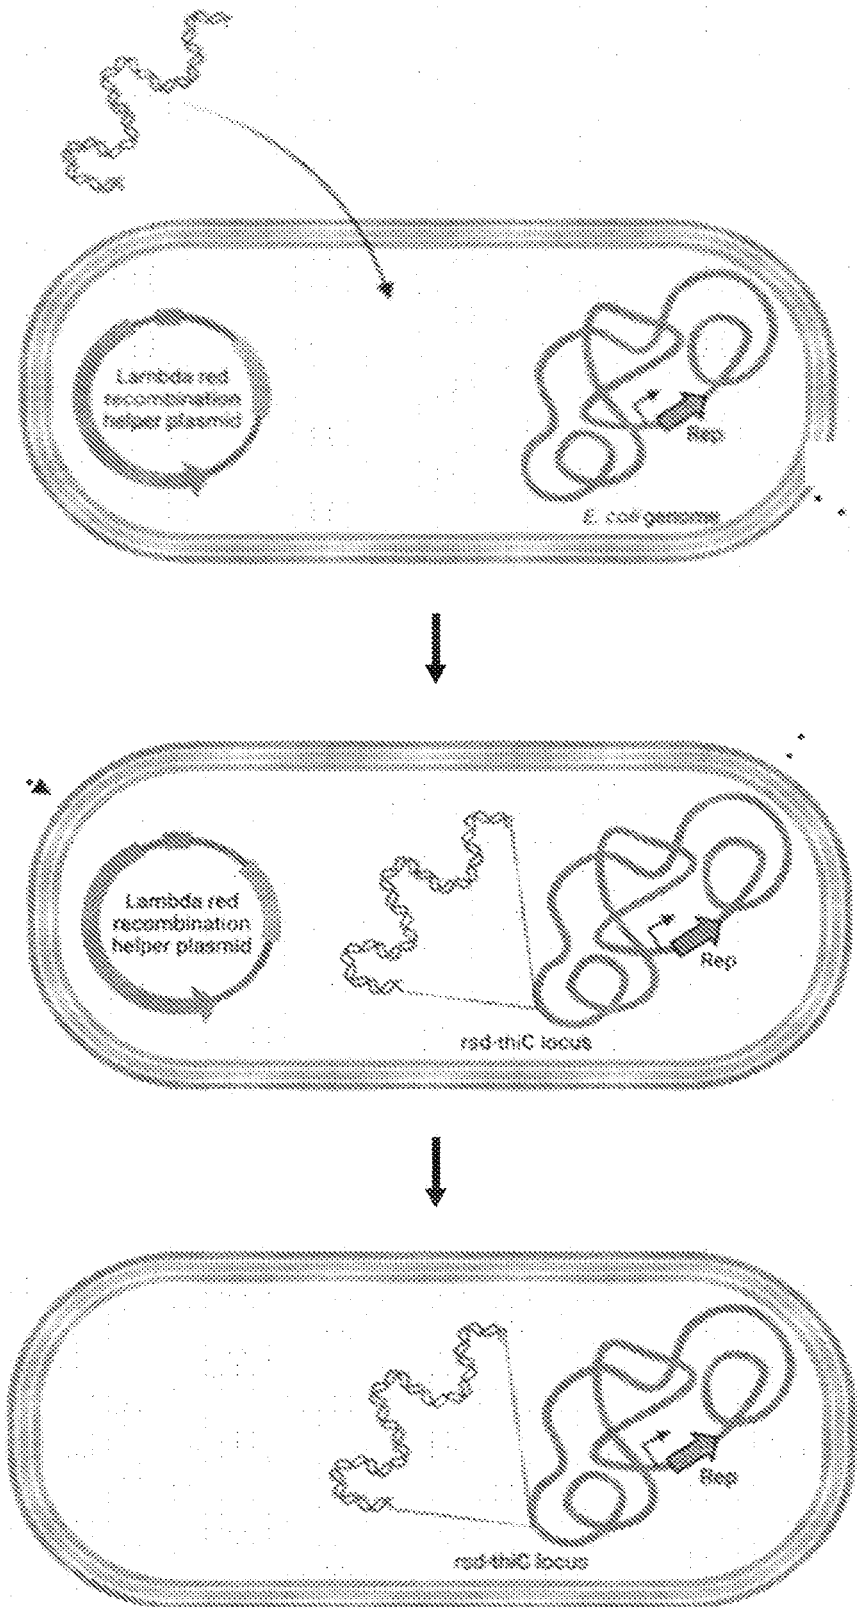 Lambda red
recombination
helper plasmid
Rep
E. coli genome
Lambda red
recombination
helper plasmid
Rep
rsd-thiC locus
Rep
rsd-thiC locus